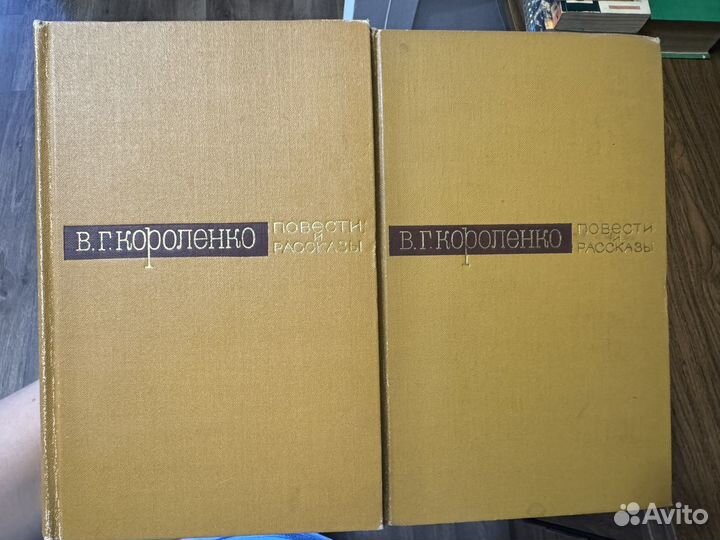 В. Г. Короленко
ПОВЕСТИ
И
РАССКАЗЫ
В. Г. Короленко
ПОВЕСТИ
И
РАССКАЗЫ
Avito